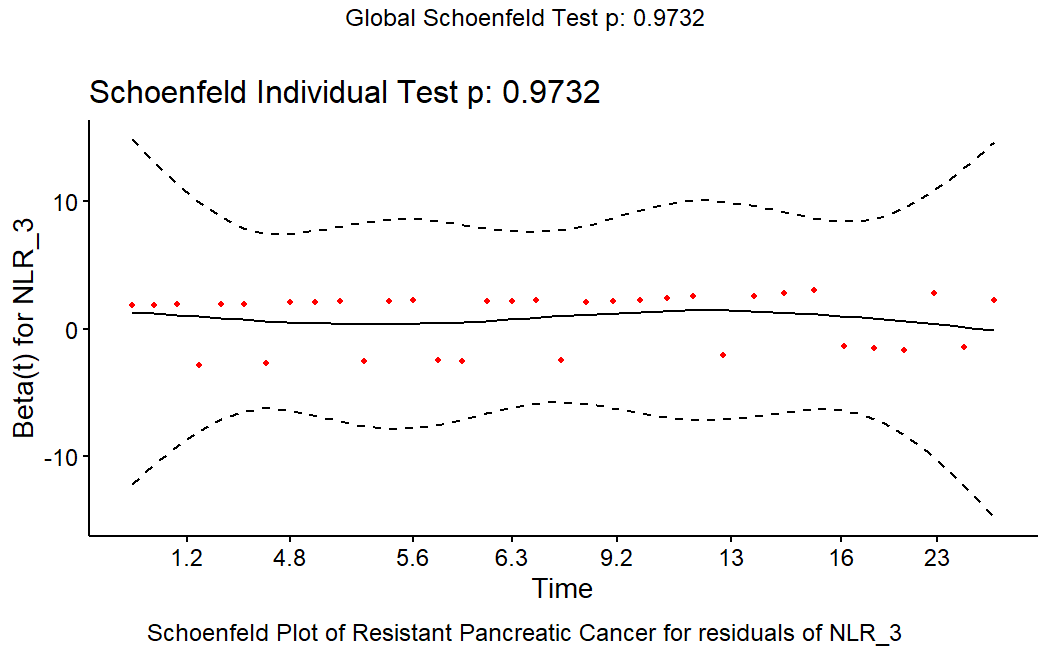 Global Schoenfeld Test p: 0.9732
Schoenfeld Individual Test p: 0.9732
Beta(t) for NLR_3
10
0
-10
1.2 4.8 5.6 6.3 9.2 13 16 23
Time
Schoenfeld Plot of Resistant Pancreatic Cancer for residuals of NLR_3